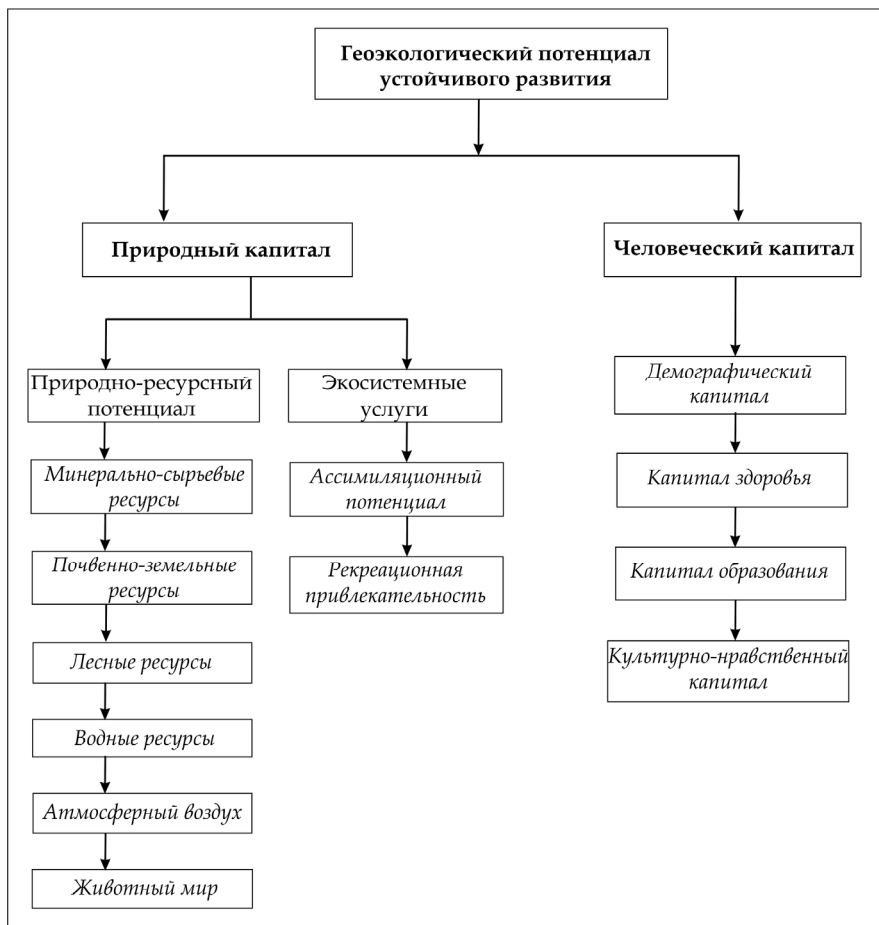 Геоэкологический потенциал
устойчивого развития
Природный капитал
Человеческий капитал
Природно-ресурсный
потенциал
Экосистемные
услуги
Демографический
капитал
Минерально-сырьевые
ресурсы
Ассимиляционный
потенциал
Капитал здоровья
Почвенно-земельные
ресурсы
Рекреационная
привлекательность
Капитал образования
Лесные ресурсы
Культурно-нравственный
капитал
Водные ресурсы
Атмосферный воздух
Животный мир